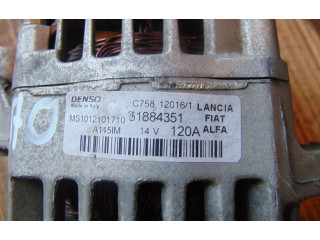 DENSO C758 12016/1 LANCIA
Made in Italy
MS1012101710 51884351 FIAT
A115IM 14 V 120A ALFA